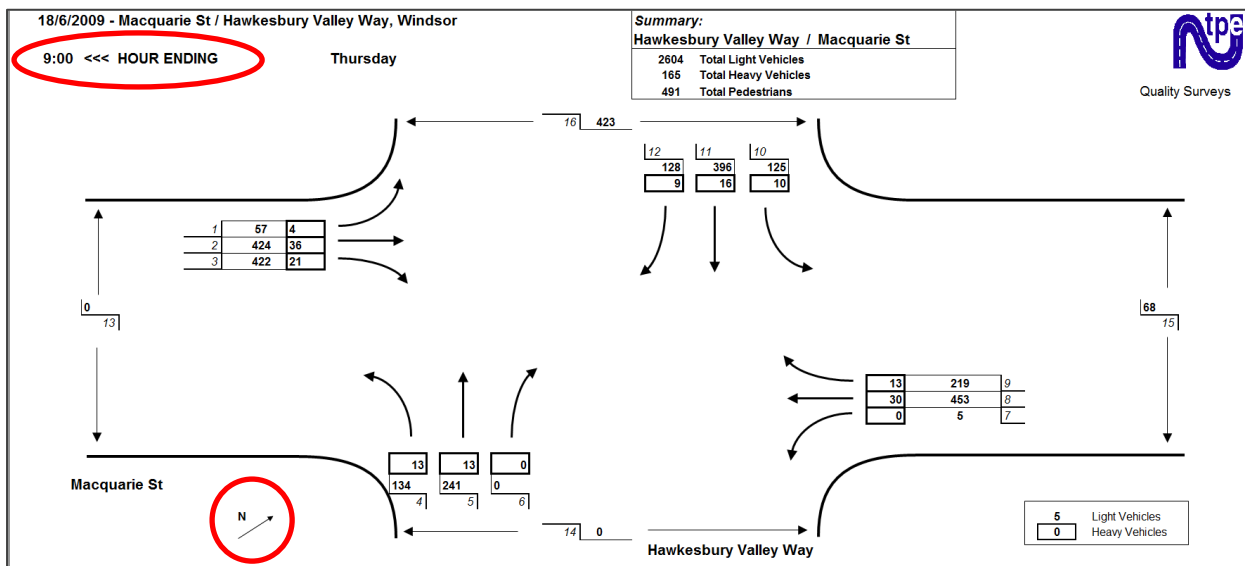 18/6/2009 - Macquarie St / Hawkesbury Valley Way, Windsor
9:00 <<< HOUR ENDING Thursday
Summary:
Hawkesbury Valley Way / Macquarie St
2604 Total Light Vehicles
165 Total Heavy Vehicles
491 Total Pedestrians
tpe
Quality Surveys
16 423
12 11 10
128 396 125
9 16 10
1 57 4
2 424 36
3 422 21
0
13
68
15
13 219 9
30 453 8
0 5 7
13 13 0
134 241 0
4 5 6
Macquarie St
N
14 0
Hawkesbury Valley Way
5 Light Vehicles
0 Heavy Vehicles